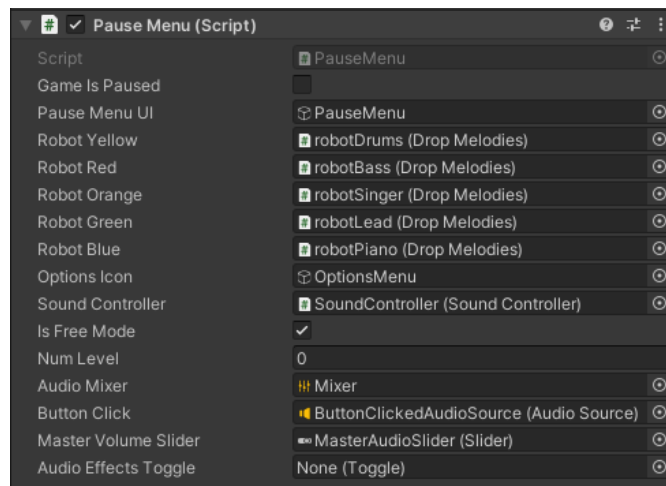 Pause Menu (Script)
Script PauseMenu
Game Is Paused
Pause Menu UI PauseMenu
Robot Yellow robotDrums (Drop Melodies)
Robot Red robotBass (Drop Melodies)
Robot Orange robotSinger (Drop Melodies)
Robot Green robotLead (Drop Melodies)
Robot Blue robotPiano (Drop Melodies)
Options Icon OptionsMenu
Sound Controller SoundController (Sound Controller)
Is Free Mode
Num Level 0
Audio Mixer Mixer
Button Click ButtonClickedAudioSource (Audio Source)
Master Volume Slider MasterAudioSlider (Slider)
Audio Effects Toggle None (Toggle)